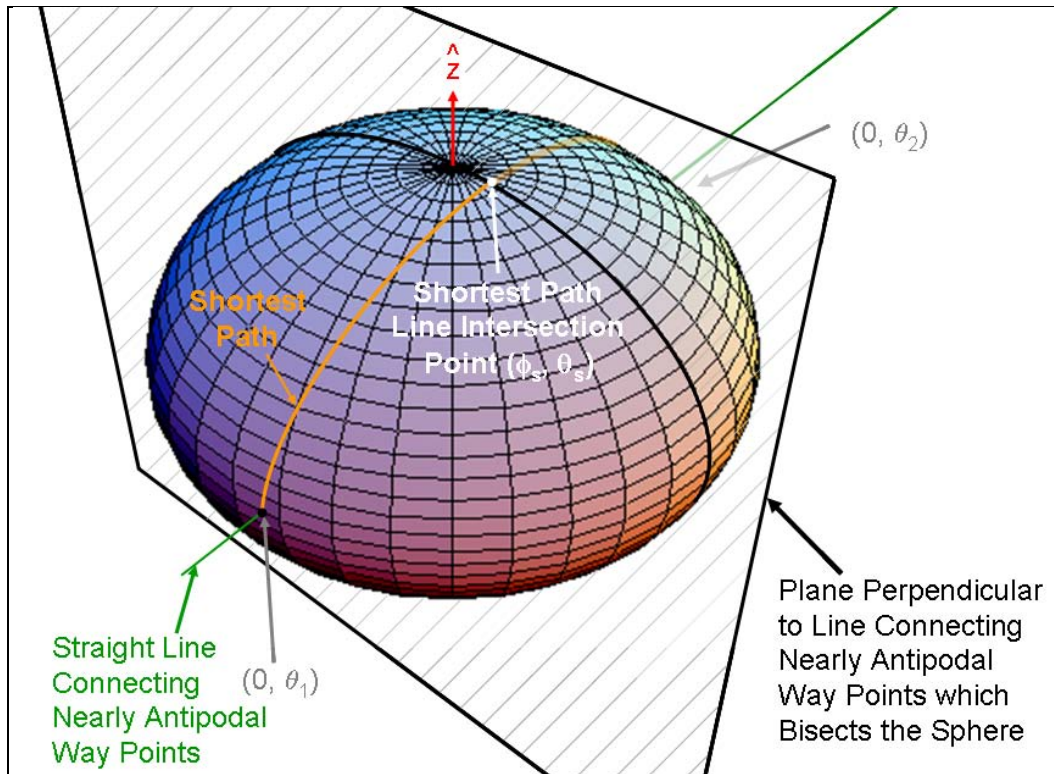 ẑ
(0, θ₂)
Shortest Path
Line Intersection
Point (ϕₛ, θₛ)
Shortest
Path
Straight Line
Connecting
Nearly Antipodal
Way Points
(0, θ₁)
Plane Perpendicular
to Line Connecting
Nearly Antipodal
Way Points which
Bisects the Sphere